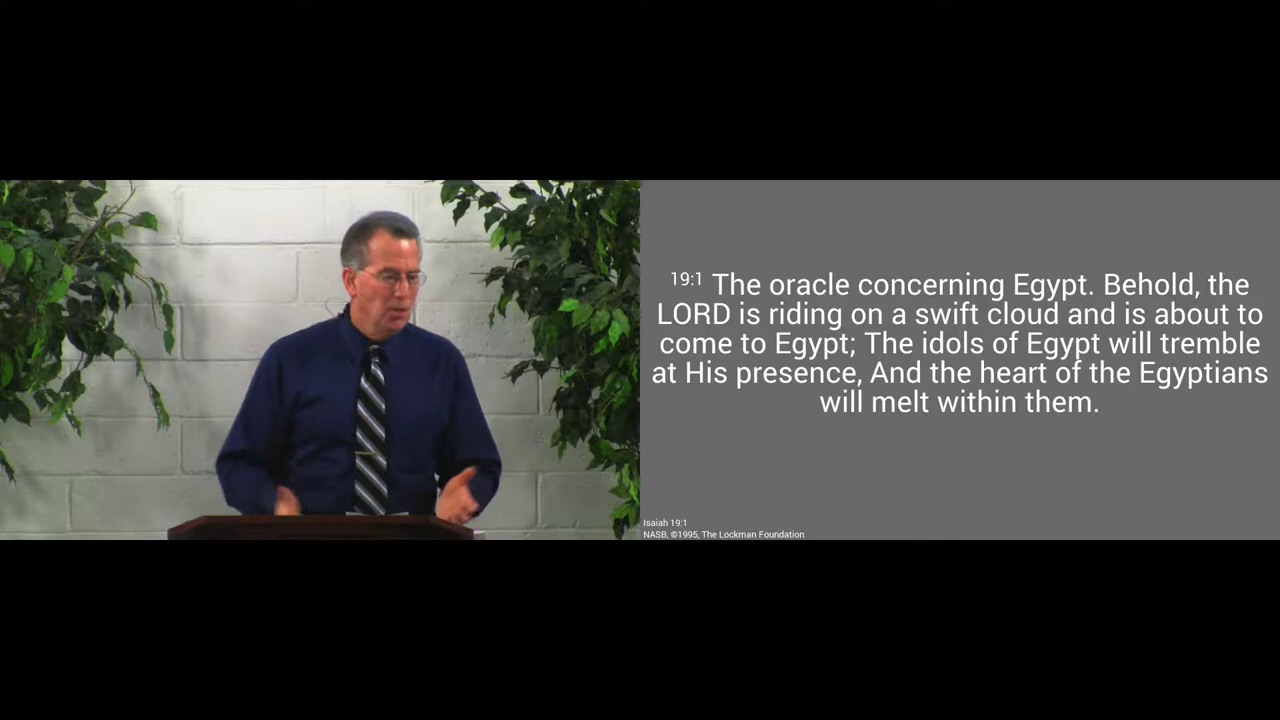 19:1 The oracle concerning Egypt. Behold, the
LORD is riding on a swift cloud and is about to
come to Egypt; The idols of Egypt will tremble
at His presence, And the heart of the Egyptians
will melt within them.
Isaiah 19:1
NASB, ©1995, The Lockman Foundation